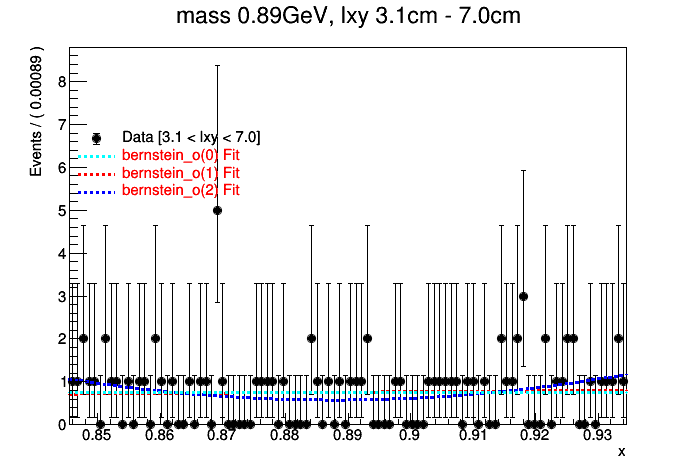 mass 0.89GeV, lxy 3.1cm - 7.0cm
Events / ( 0.00089 )
8
7
6
5
4
3
2
1
0
Data [3.1 < lxy < 7.0]
bernstein_o(0) Fit
bernstein_o(1) Fit
bernstein_o(2) Fit
0.85 0.86 0.87 0.88 0.89 0.9 0.91 0.92 0.93
x